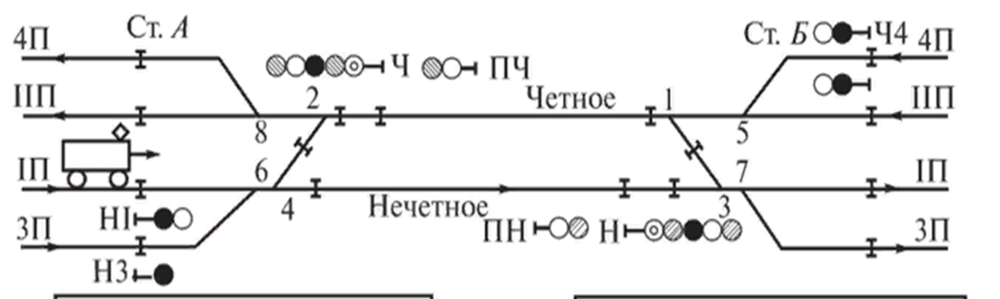 Ст. А
Ст. Б
Ч4
4П
4П
Ч
ПЧ
IIП
2
Четное
1
IIП
8
5
IП
6
7
IП
НI
4
Нечетное
3
3П
ПН
Н
3П
Н3